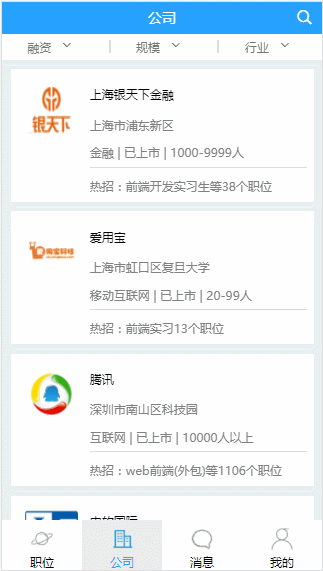 公司
融资 规模 行业
银天下
上海银天下金融
上海市浦东新区
金融 | 已上市 | 1000-9999人
热招：前端开发实习生等38个职位
爱用宝
上海市虹口区复旦大学
移动互联网 | 已上市 | 20-99人
热招：前端实习13个职位
腾讯
深圳市南山区科技园
互联网 | 已上市 | 10000人以上
热招：web前端(外包)等1106个职位
职位 公司 消息 我的